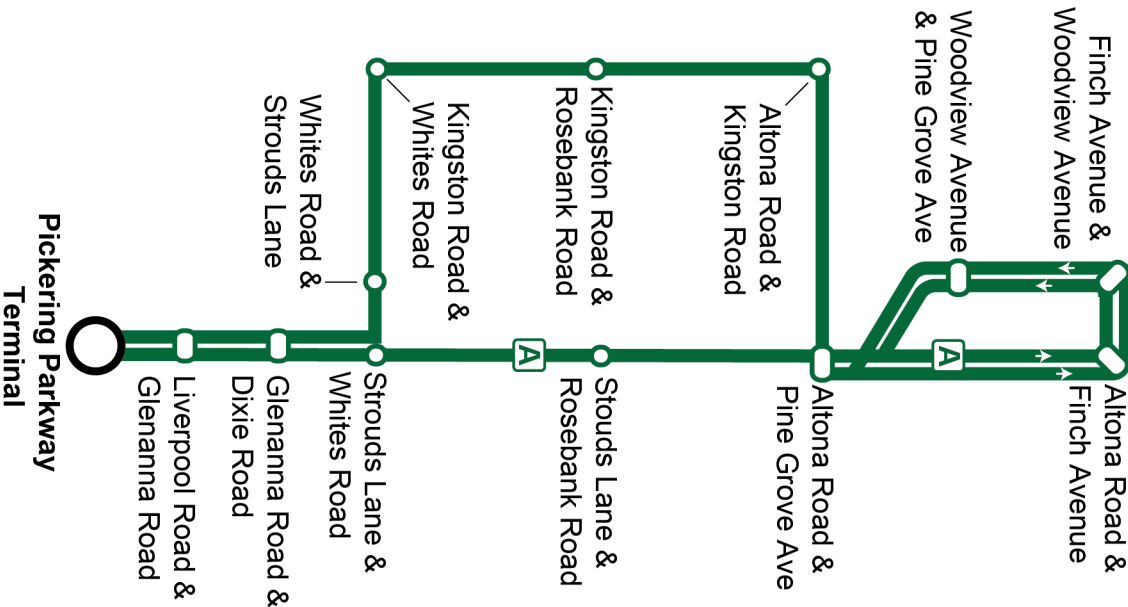 Finch Avenue &
Woodview Avenue
Altona Road &
Finch Avenue
Woodview Avenue
& Pine Grove Ave
A
Altona Road &
Pine Grove Ave
Altona Road &
Kingston Road
Kingston Road &
Rosebank Road
Stouds Lane &
Rosebank Road
A
Kingston Road &
Whites Road
Strouds Lane &
Whites Road
Whites Road &
Strouds Lane
Glenanna Road &
Dixie Road
Liverpool Road &
Glenanna Road
Pickering Parkway
Terminal